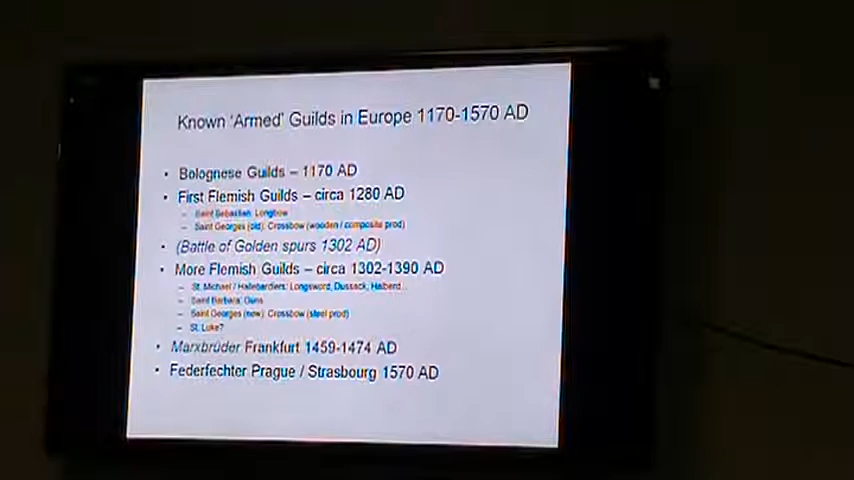 Known 'Armed' Guilds in Europe 1170-1570 AD
• Bolognese Guilds – 1170 AD
• First Flemish Guilds – circa 1280 AD
– Saint Sebastian: Longbow
– Saint Georges (old): Crossbow (wooden / composite prod)
• (Battle of Golden spurs 1302 AD)
• More Flemish Guilds – circa 1302-1390 AD
– St. Michael / Hallebardiers: Longsword, Dussack, Halberd...
– Saint Barbara: Guns
– Saint Georges (new): Crossbow (steel prod)
– St. Luke?
• Marxbrüder Frankfurt 1459-1474 AD
• Federfechter Prague / Strasbourg 1570 AD